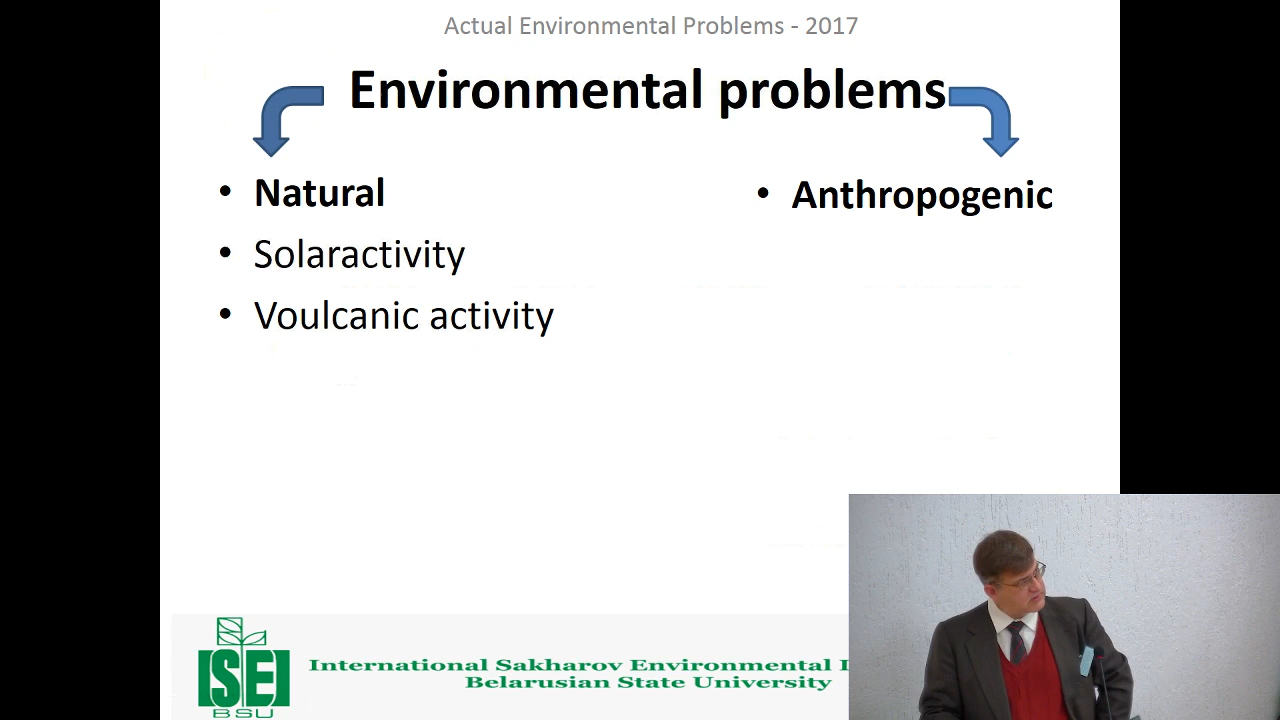 Actual Environmental Problems - 2017
Environmental problems
• Natural
• Solaractivity
• Voulcanic activity
• Anthropogenic
ISEI
BSU
International Sakharov Environmental
Belarusian State University